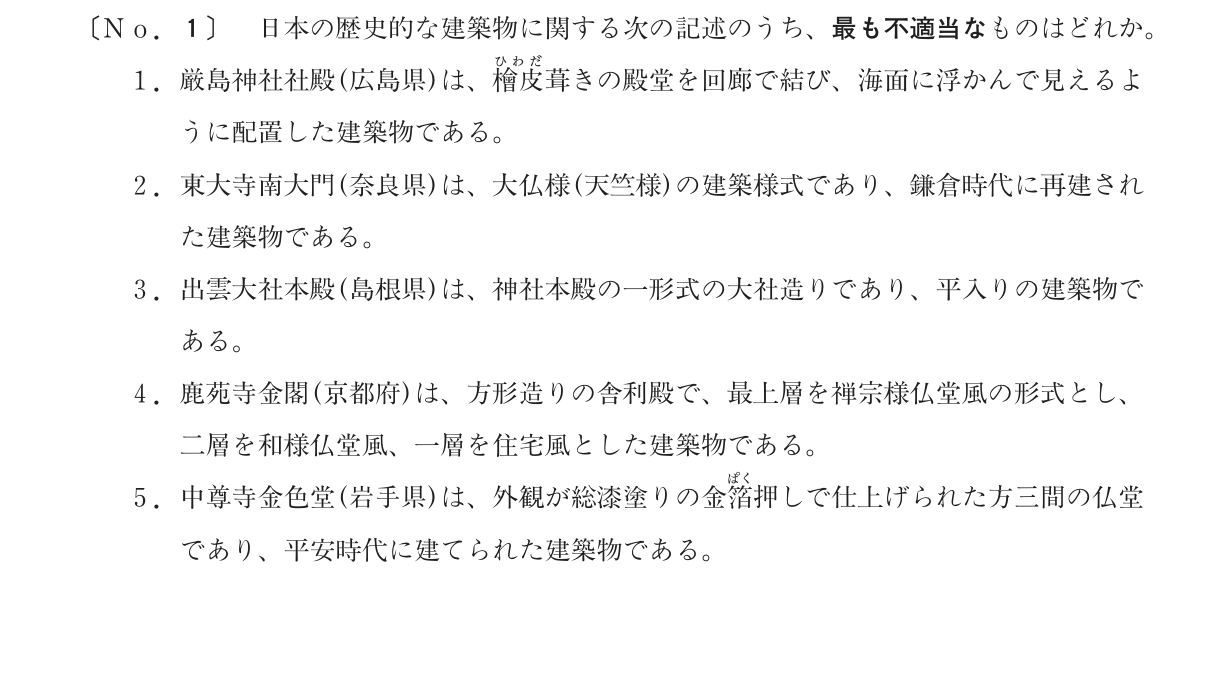 〔Ｎｏ．１〕　日本の歴史的な建築物に関する次の記述のうち、最も不適当なものはどれか。
ひわだ
１．厳島神社社殿(広島県)は、檜皮葺きの殿堂を回廊で結び、海面に浮かんで見えるよ
うに配置した建築物である。
２．東大寺南大門(奈良県)は、大仏様(天竺様)の建築様式であり、鎌倉時代に再建され
た建築物である。
３．出雲大社本殿(島根県)は、神社本殿の一形式の大社造りであり、平入りの建築物で
ある。
４．鹿苑寺金閣(京都府)は、方形造りの舎利殿で、最上層を禅宗様仏堂風の形式とし、
二層を和様仏堂風、一層を住宅風とした建築物である。
ぱく
５．中尊寺金色堂(岩手県)は、外観が総漆塗りの金箔押しで仕上げられた方三間の仏堂
であり、平安時代に建てられた建築物である。